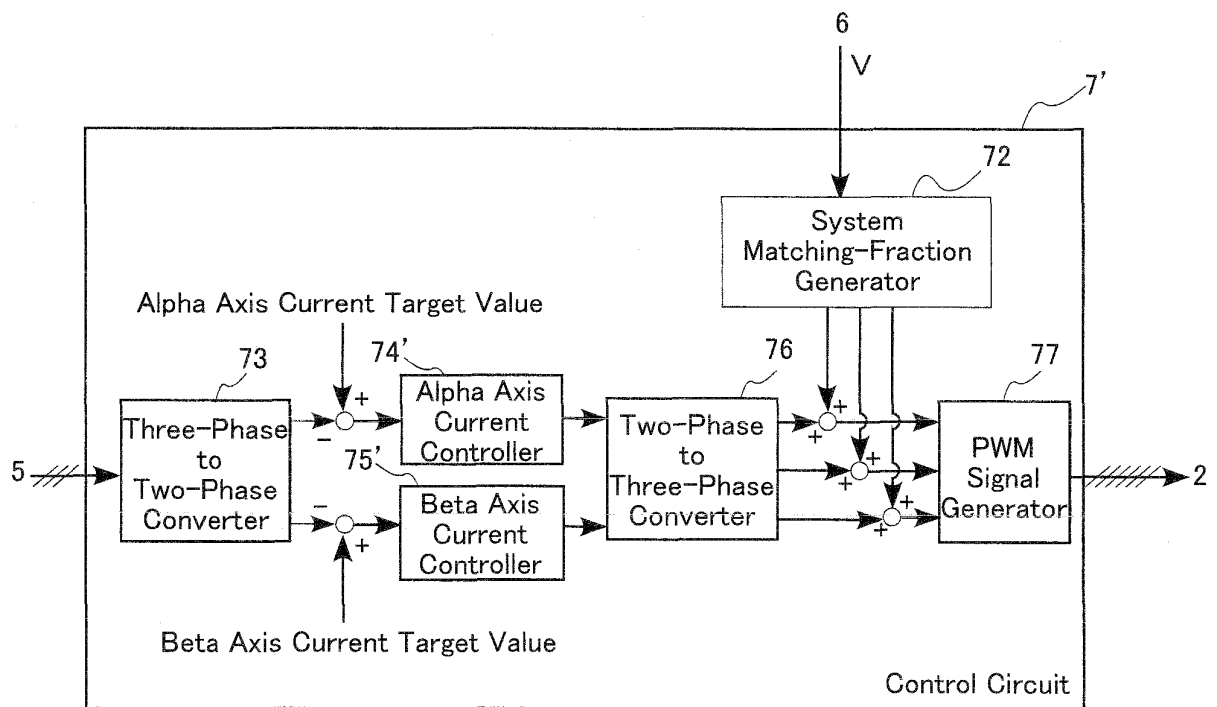 6
V
7'
72
System
Matching-Fraction
Generator
Alpha Axis Current Target Value
73
74'
76
77
Three-Phase
to
Two-Phase
Converter
+
-
Alpha Axis
Current
Controller
75'
-
+
Beta Axis
Current
Controller
Two-Phase
to
Three-Phase
Converter
+
+
+
+
+
+
PWM
Signal
Generator
5
2
Beta Axis Current Target Value
Control Circuit